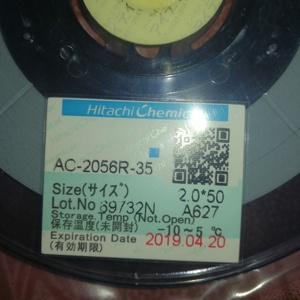 Hitachi Chemical
AC-2056R-35
Size(サイズ) 2.0*50
Lot.No 69732N A627
Storage.Temp.(Not.Open)
保存温度(未開封) -10~5 ℃
Expiration Date 2019.04.20
(有効期限)